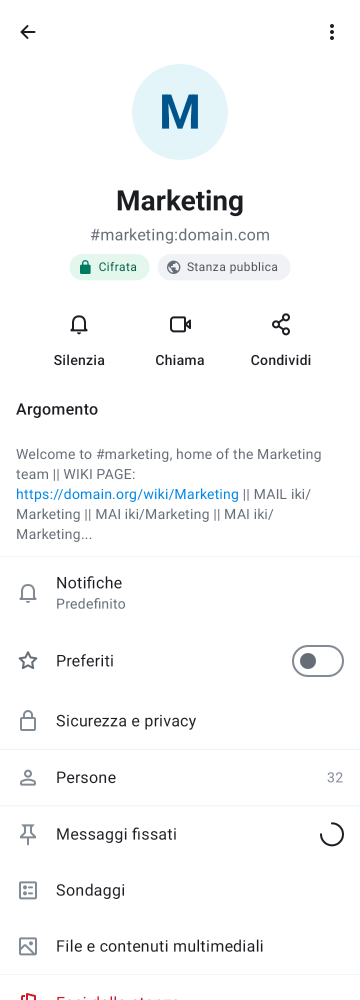 M
Marketing
#marketing:domain.com
Cifrata
Stanza pubblica
Silenzia
Chiama
Condividi
Argomento
Welcome to #marketing, home of the Marketing
team || WIKI PAGE:
https://domain.org/wiki/Marketing || MAIL iki/
Marketing || MAI iki/Marketing || MAI iki/
Marketing...
Notifiche
Predefinito
Preferiti
Sicurezza e privacy
Persone
32
Messaggi fissati
Sondaggi
File e contenuti multimediali